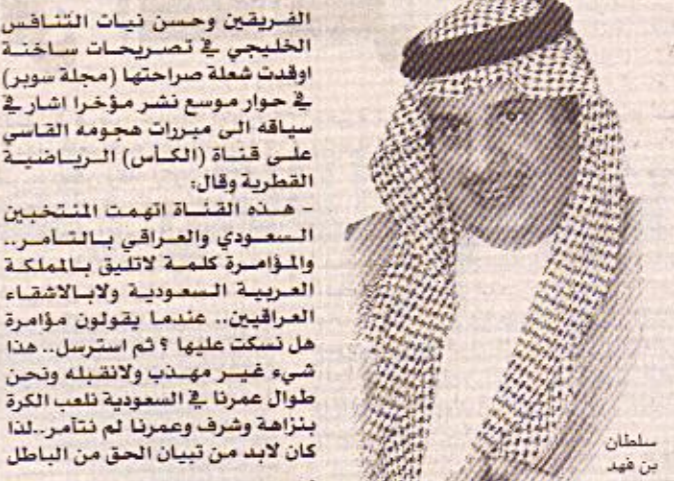 الفريقين وحسن نيات التنافس
الخليجي في تصريحات ساخنة
اوقدت شعلة صراحتها (مجلة سوبر)
في حوار موسع نشر مؤخرا اشار في
سياقه الى مبررات هجومه القاسي
على قناة (الكأس) الرياضية
القطرية وقال:
- هذه القناة اتهمت المنتخبين
السعودي والعراقي بالتآمر..
والمؤامرة كلمة لاتليق بالمملكة
العربية السعودية ولابالاشقاء
العراقيين.. عندما يقولون مؤامرة
هل نسكت عليها ؟ ثم استرسل.. هذا
شيء غير مهذب ولانقبله ونحن
طوال عمرنا في السعودية نلعب الكرة
بنزاهة وشرف وعمرنا لم نتآمر..لذا
كان لابد من تبيان الحق من الباطل
سلطان
بن فهد